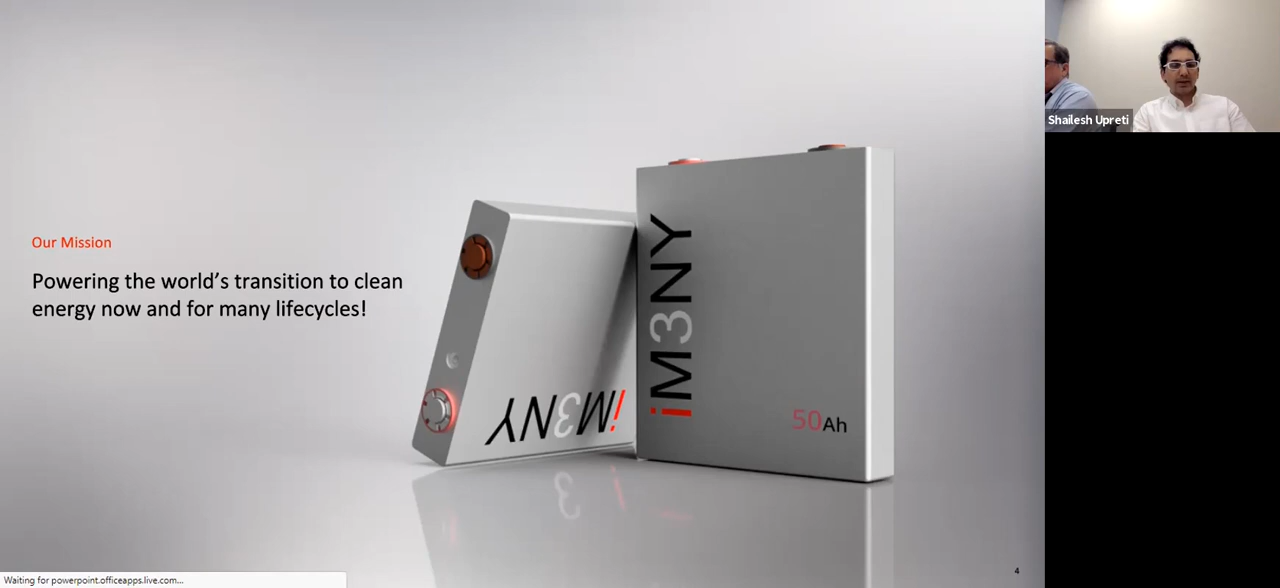 Our Mission
Powering the world's transition to clean
energy now and for many lifecycles!
iM3NY
iM3NY
50Ah
4
Shailesh Upreti
Waiting for powerpoint.officeapps.live.com...